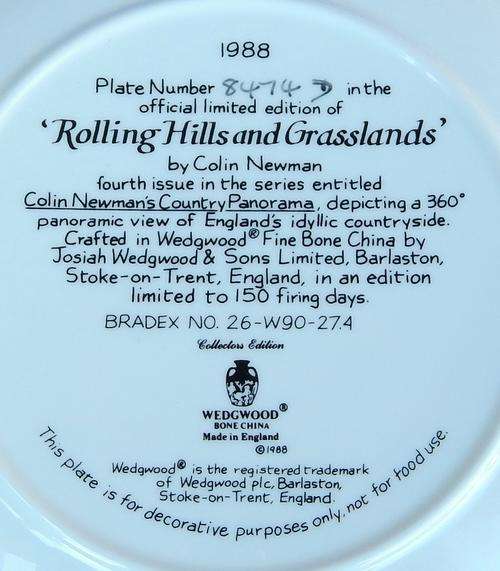 1988
Plate Number 8474 D in the
official limited edition of
'Rolling Hills and Grasslands'
by Colin Newman
fourth issue in the series entitled
Colin Newman's Country Panorama, depicting a 360°
panoramic view of England's idyllic countryside.
Crafted in Wedgwood® Fine Bone China by
Josiah Wedgwood & Sons Limited, Barlaston,
Stoke-on-Trent, England, in an edition
limited to 150 firing days.
BRADEX NO. 26-W90-27.4
Collectors Edition
WEDGWOOD®
BONE CHINA
Made in England
©1988
Wedgwood® is the registered trademark
of Wedgwood plc, Barlaston,
Stoke-on-Trent, England.
This plate is for decorative purposes only, not for food use.